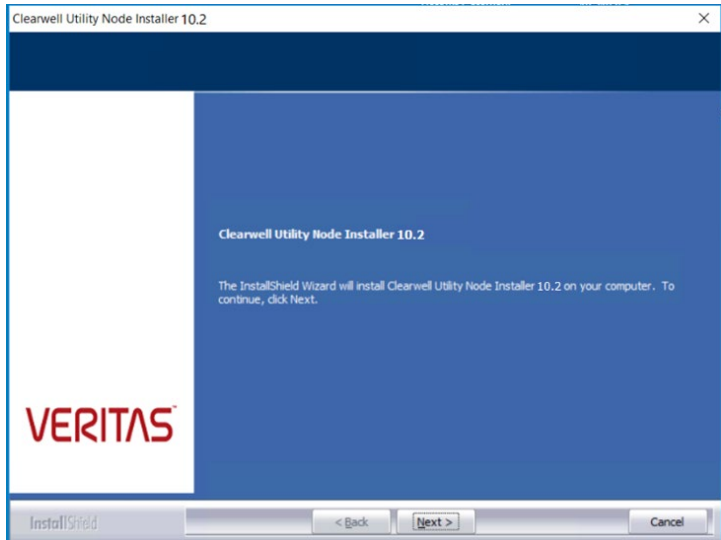 Clearwell Utility Node Installer 10.2
Clearwell Utility Node Installer 10.2
The InstallShield Wizard will install Clearwell Utility Node Installer 10.2 on your computer. To
continue, click Next.
VERITAS™
InstallShield
< Back
Next >
Cancel